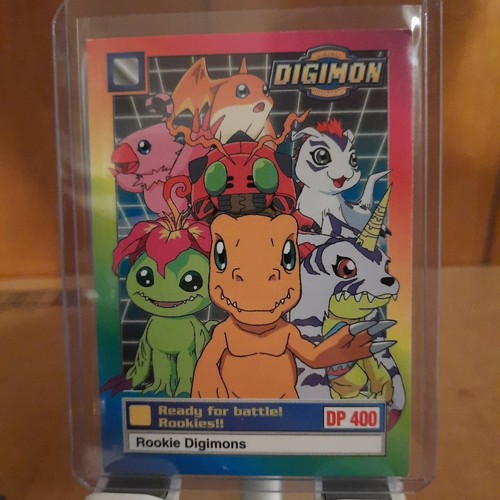 DIGIMON
Ready for battle!
Rookies!!
DP 400
Rookie Digimons